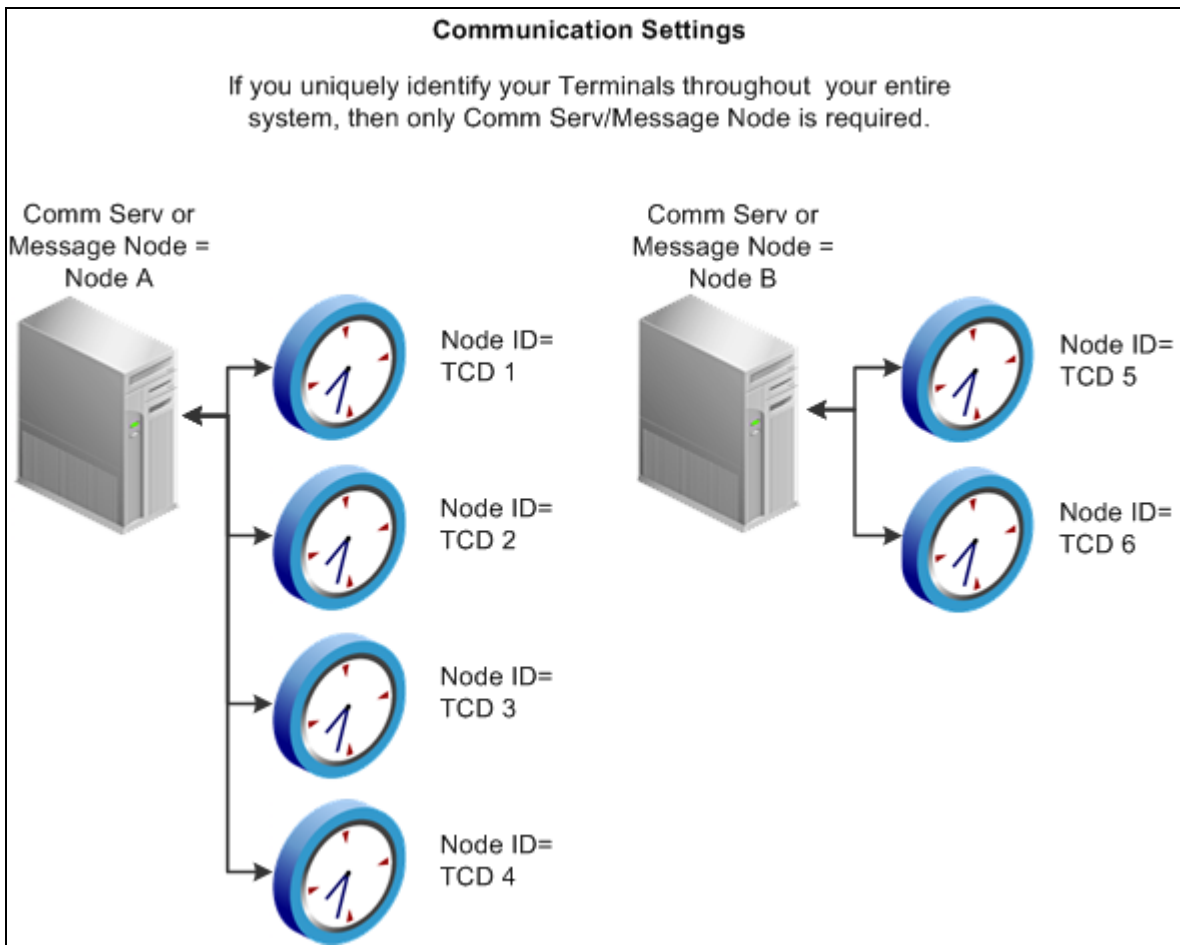 Communication Settings
If you uniquely identify your Terminals throughout your entire
system, then only Comm Serv/Message Node is required.
Comm Serv or
Message Node =
Node A
Node ID=
TCD 1
Node ID=
TCD 2
Node ID=
TCD 3
Node ID=
TCD 4
Comm Serv or
Message Node =
Node B
Node ID=
TCD 5
Node ID=
TCD 6